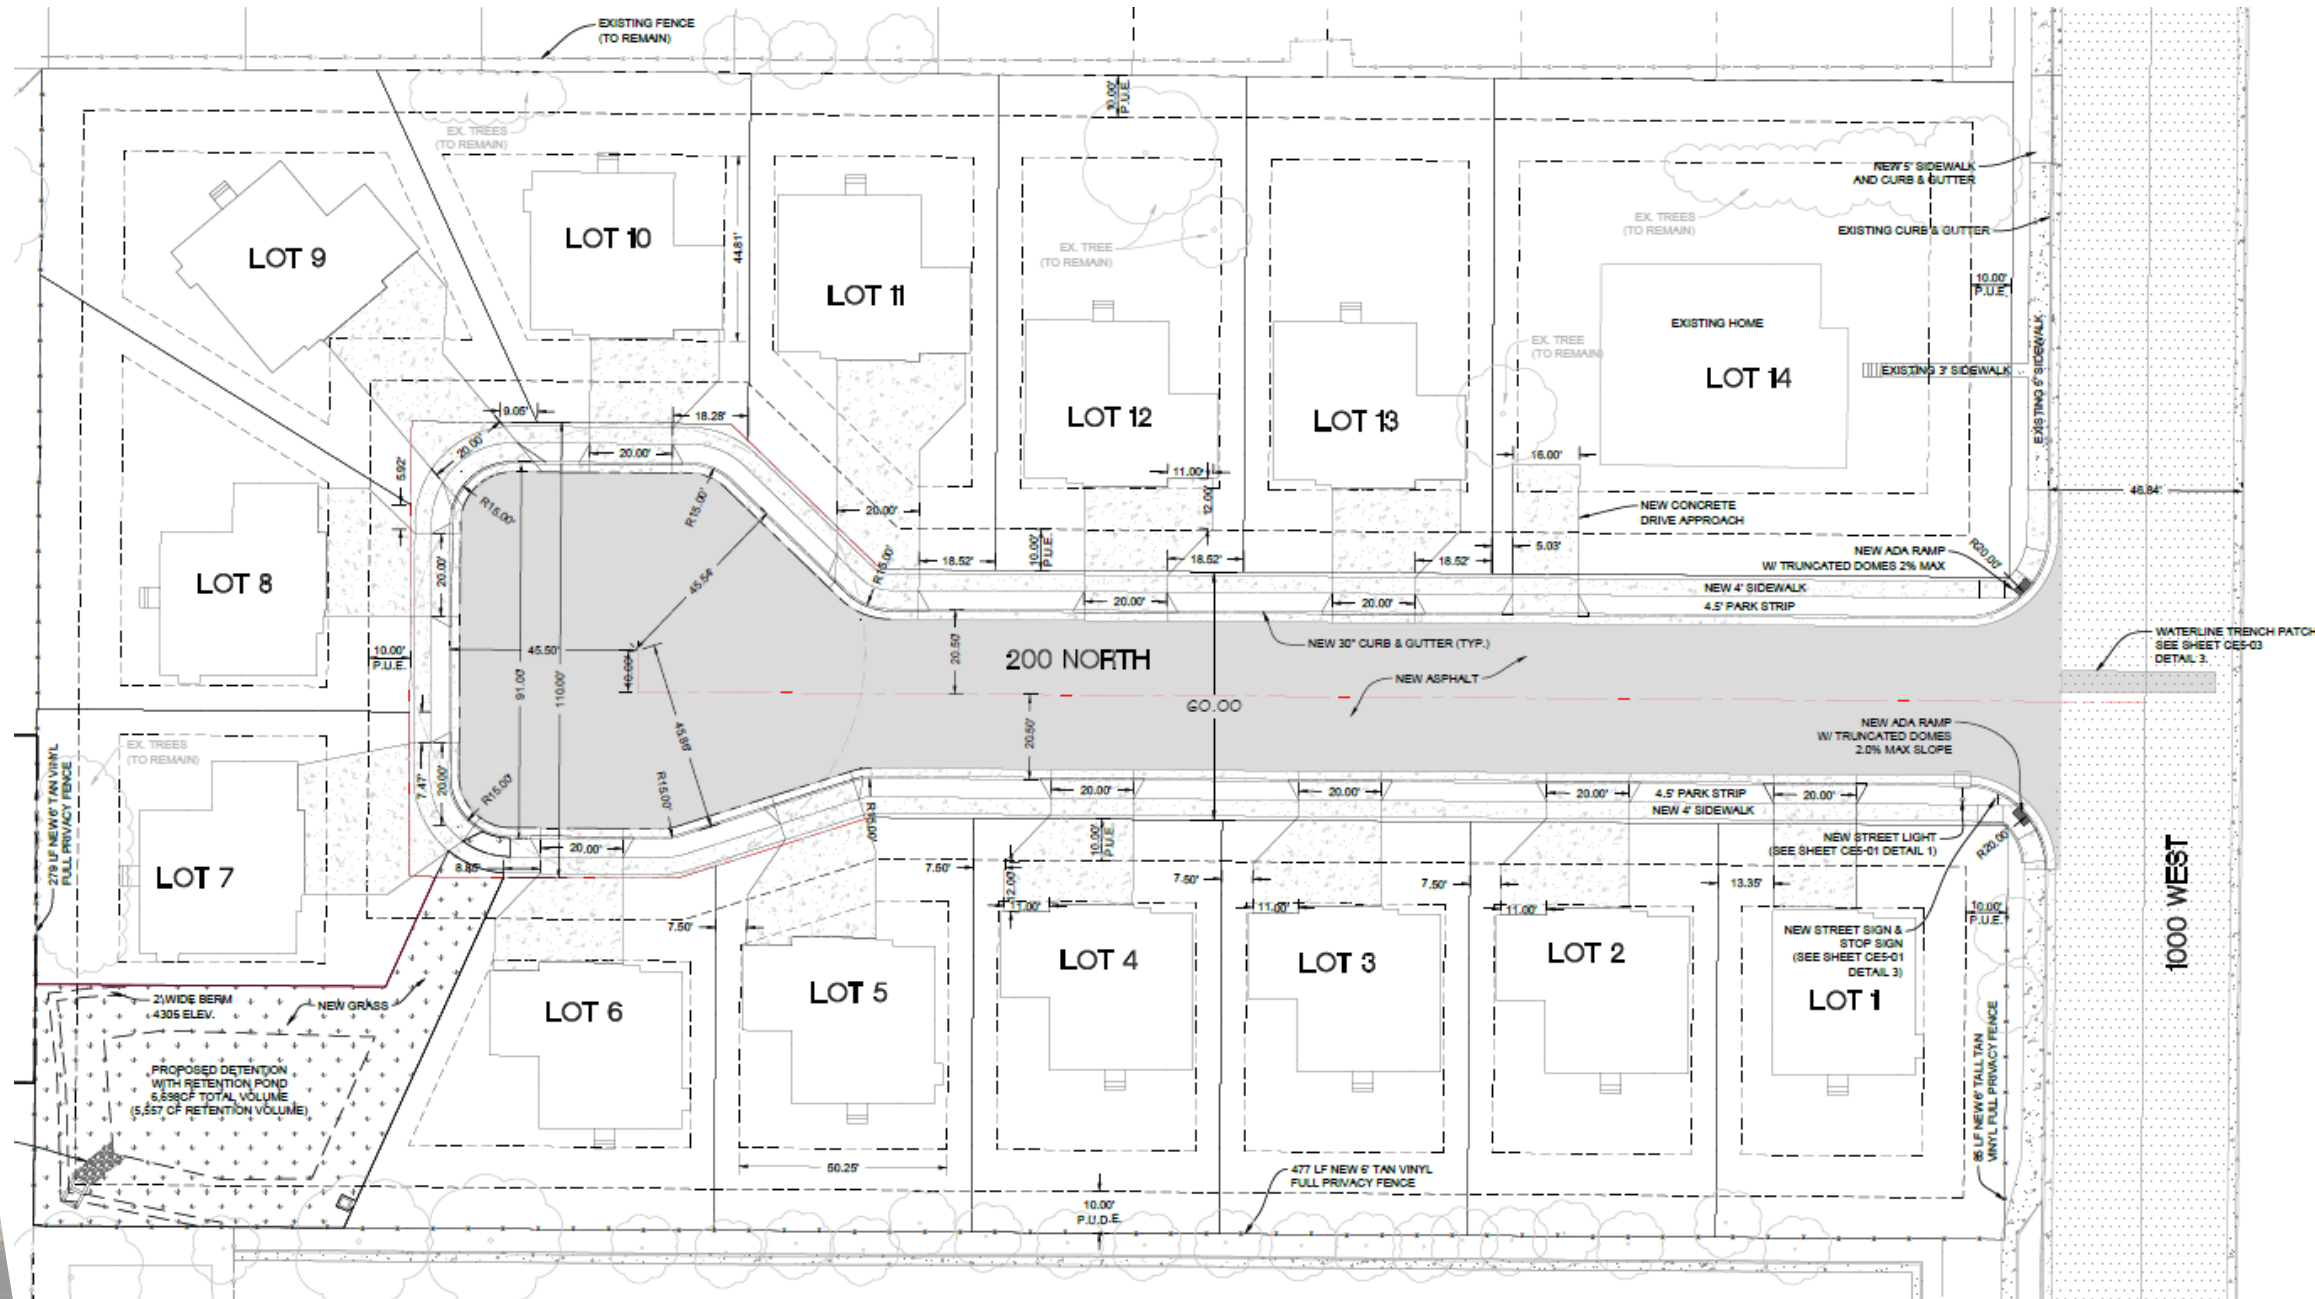 EXISTING FENCE
(TO REMAIN)
10.00'
P.U.E.
EX. TREES
(TO REMAIN)
NEW 5' SIDEWALK
AND CURB & GUTTER
EX. TREES
(TO REMAIN)
EXISTING CURB & GUTTER
LOT 9
LOT 10
44.81'
LOT 11
EX. TREE
(TO REMAIN)
10.00'
P.U.E.
EXISTING HOME
EX. TREE
(TO REMAIN)
LOT 14
EXISTING 3' SIDEWALK
EXISTING 5' SIDEWALK
LOT 12
LOT 13
9.05'
18.28'
20.00'
20.00'
5.92'
R15.00'
R15.00'
20.00'
11.00'
12.00'
16.00'
46.84'
NEW CONCRETE
DRIVE APPROACH
5.03'
18.52'
10.00'
P.U.E.
18.52'
18.52'
R15.00'
R20.00'
NEW ADA RAMP
W/ TRUNCATED DOMES 2% MAX
NEW 4' SIDEWALK
4.5' PARK STRIP
LOT 8
20.00'
45.54'
20.00'
20.00'
NEW 30" CURB & GUTTER (TYP.)
WATERLINE TRENCH PATCH
SEE SHEET CE5-03
DETAIL 3.
10.00'
P.U.E.
45.50'
91.00'
110.00'
40.00'
20.50'
200 NORTH
NEW ASPHALT
60.00
45.86'
20.50'
NEW ADA RAMP
W/ TRUNCATED DOMES
2.0% MAX SLOPE
EX. TREES
(TO REMAIN)
279 LF NEW 6' TAN VINYL
FULL PRIVACY FENCE
7.47'
20.00'
R15.00'
R15.00'
R15.00'
20.00'
20.00'
20.00'
20.00'
4.5' PARK STRIP
NEW 4' SIDEWALK
NEW STREET LIGHT
(SEE SHEET CE5-01 DETAIL 1)
R20.00'
1000 WEST
LOT 7
8.85'
20.00'
7.50'
10.00'
P.U.E.
7.50'
7.50'
13.35'
12.00'
11.00'
11.00'
11.00'
7.50'
10.00'
P.U.E.
NEW STREET SIGN &
STOP SIGN
(SEE SHEET CE5-01
DETAIL 3)
LOT 6
LOT 5
LOT 4
LOT 3
LOT 2
LOT 1
2' WIDE BERM
4305 ELEV.
NEW GRASS
PROPOSED DETENTION
WITH RETENTION POND
CF TOTAL VOLUME
(5,557 CF RETENTION VOLUME)
85 LF NEW 6' TALL TAN
VINYL FULL PRIVACY FENCE
50.25'
477 LF NEW 6' TAN VINYL
FULL PRIVACY FENCE
10.00'
P.U.D.E.